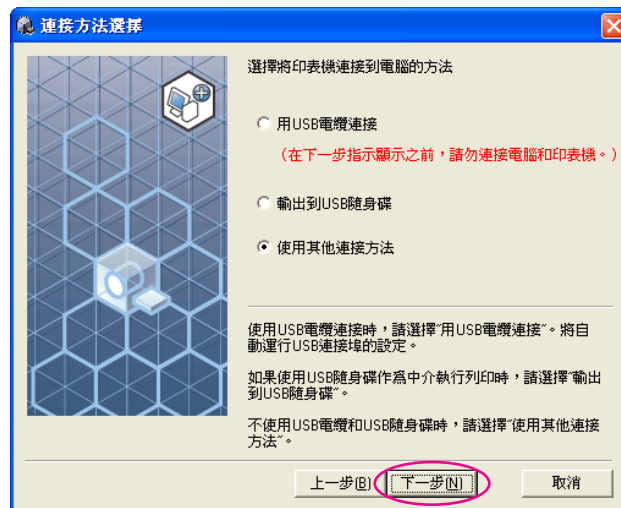 連接方法選擇
選擇將印表機連接到電腦的方法
用USB電纜連接
(在下一步指示顯示之前，請勿連接電腦和印表機。)
輸出到USB隨身碟
使用其他連接方法
使用USB電纜連接時，請選擇"用USB電纜連接"。將自
動運行USB連接埠的設定。
如果使用USB隨身碟作為中介執行列印時，請選擇"輸出
到USB隨身碟"。
不使用USB電纜和USB隨身碟時，請選擇"使用其他連接
方法"。
上一步(B) 下一步(N) 取消